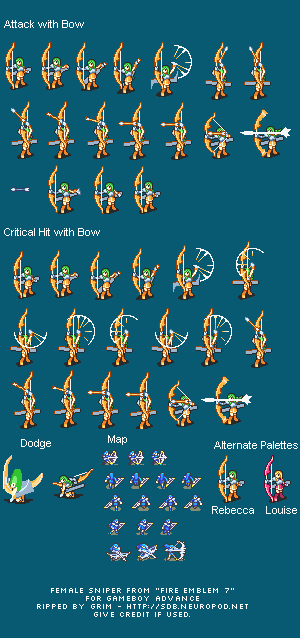 Attack with Bow
Critical Hit with Bow
Dodge
Map
Alternate Palettes
Rebecca
Louise
FEMALE SNIPER FROM "FIRE EMBLEM 7"
FOR GAMEBOY ADVANCE
RIPPED BY GRIM - HTTP://SDB.NEUROPOD.NET
GIVE CREDIT IF USED.